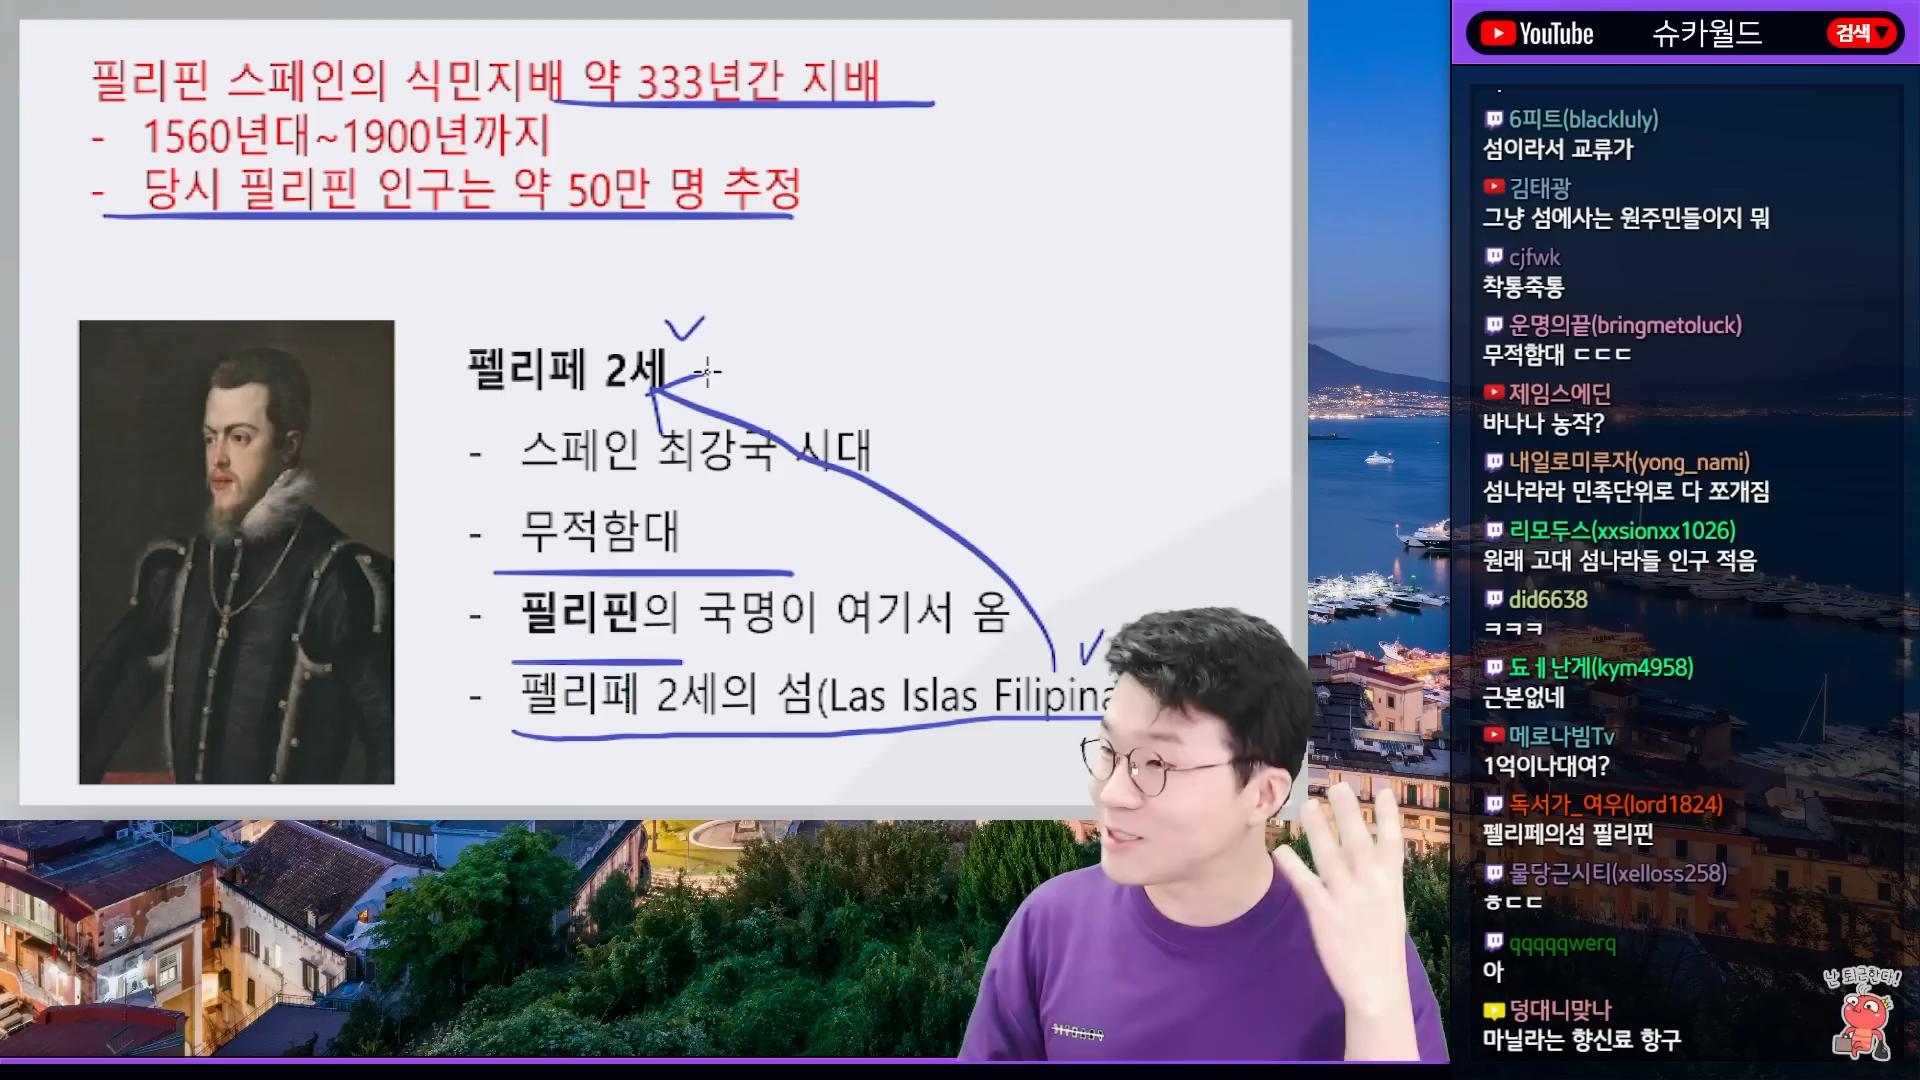 필리핀 스페인의 식민지배 약 333년간 지배
- 1560년대~1900년까지
- 당시 필리핀 인구는 약 50만 명 추정
펠리페 2세
- 스페인 최강국 시대
- 무적함대
- 필리핀의 국명이 여기서 옴
- 펠리페 2세의 섬(Las Islas Filipina
YouTube 슈카월드 검색
6피트(blackluly)
섬이라서 교류가
김태광
그냥 섬에사는 원주민들이지 뭐
cjfwk
착통죽통
운명의끝(bringmetoluck)
무적함대 ㄷㄷㄷ
제임스에딘
바나나 농작?
내일로미루자(yong_nami)
섬나라라 민족단위로 다 쪼개짐
리모두스(xxsionxx1026)
원래 고대 섬나라들 인구 적음
did6638
ㅋㅋㅋ
됴ㅔ난게(kym4958)
근본없네
메로나빔Tv
1억이나대여?
독서가_여우(lord1824)
펠리페의섬 필리핀
물당근시티(xelloss258)
ㅎㄷㄷ
qqqqqwerq
아
덩대니맞나
마닐라는 향신료 항구
난 퇴근한다!